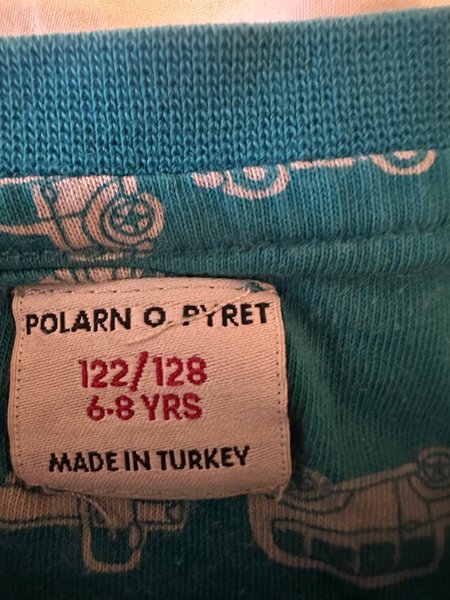 POLARN O. PYRET
122/128
6-8 YRS
MADE IN TURKEY